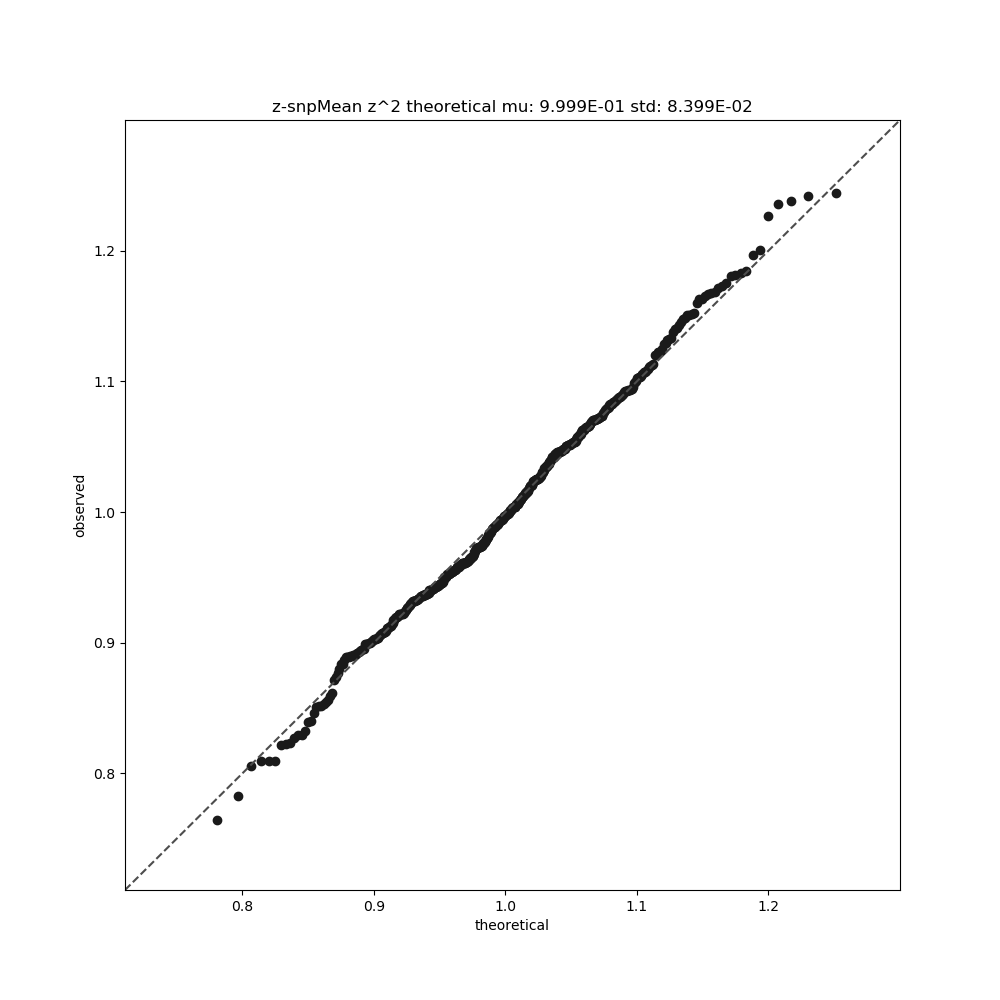 z-snpMean z^2 theoretical mu: 9.999E-01 std: 8.399E-02
1.2
1.1
1.0
0.9
0.8
observed
0.8 0.9 1.0 1.1 1.2
theoretical